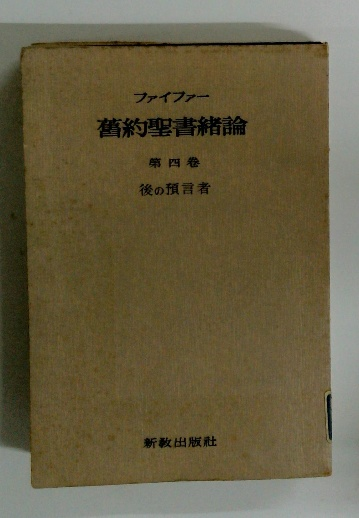 ファイファー
舊約聖書緒論
第四卷
後の預言者
新教出版社